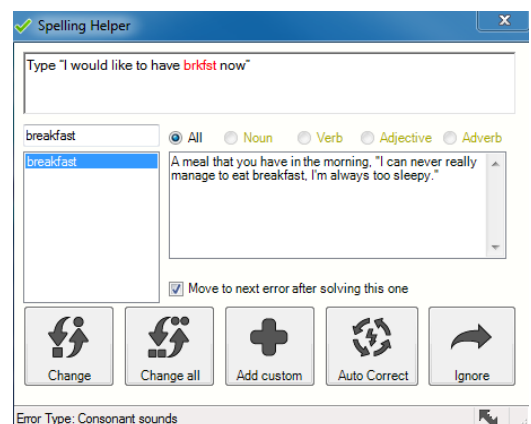 Spelling Helper
X
Type "I would like to have brkfst now"
breakfast
All Noun Verb Adjective Adverb
breakfast
A meal that you have in the morning, "I can never really
manage to eat breakfast, I'm always too sleepy."
Move to next error after solving this one
Change Change all Add custom Auto Correct Ignore
Error Type: Consonant sounds